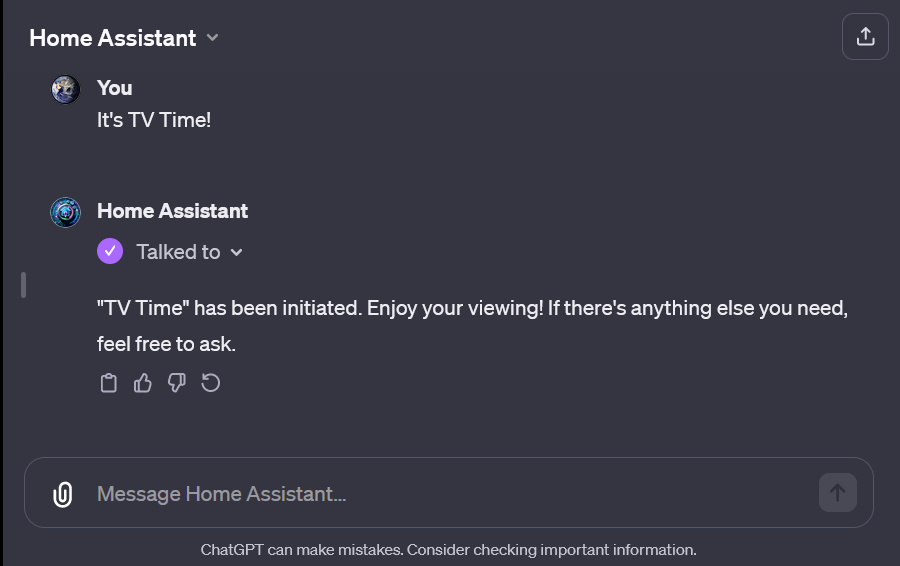 Home Assistant
You
It's TV Time!
Home Assistant
Talked to
"TV Time" has been initiated. Enjoy your viewing! If there's anything else you need,
feel free to ask.
Message Home Assistant...
ChatGPT can make mistakes. Consider checking important information.